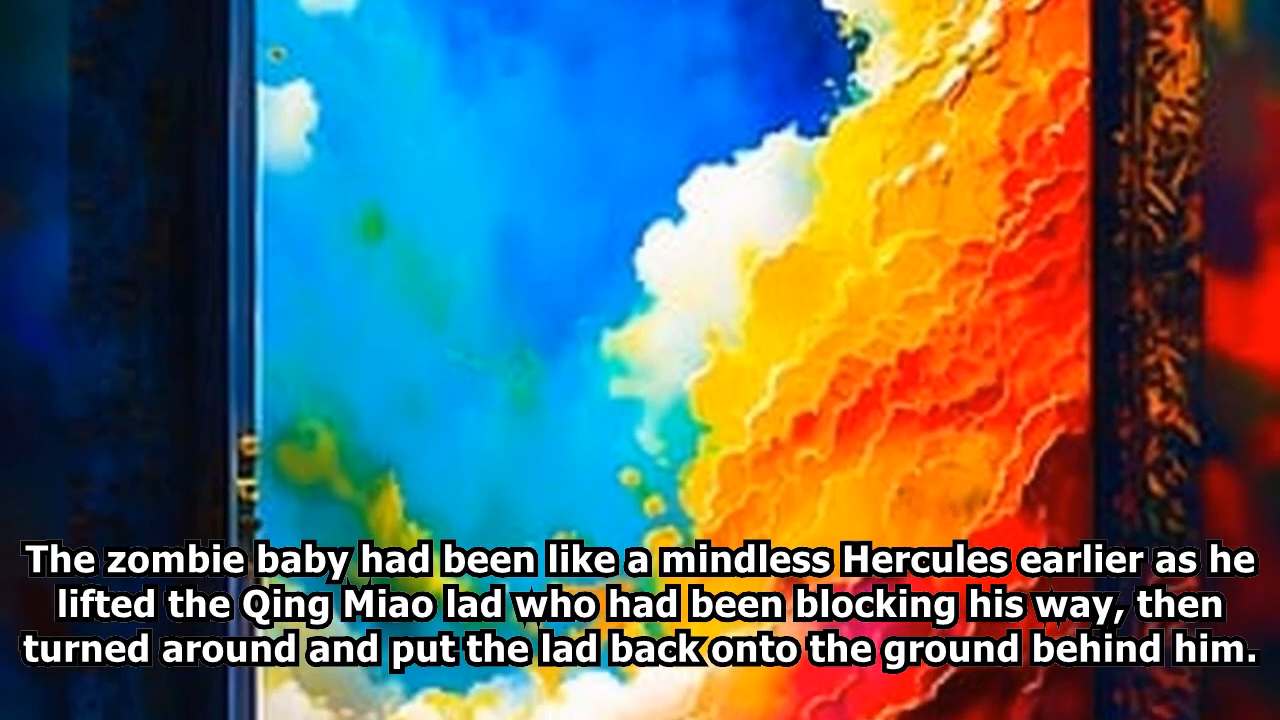 The zombie baby had been like a mindless Hercules earlier as he
lifted the Qing Miao lad who had been blocking his way, then
turned around and put the lad back onto the ground behind him.